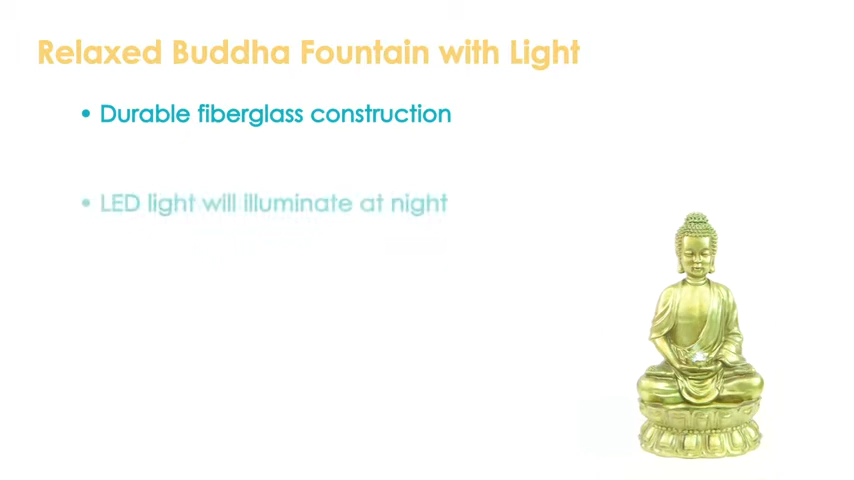 Relaxed Buddha Fountain with Light
• Durable fiberglass construction
• LED light will illuminate at night